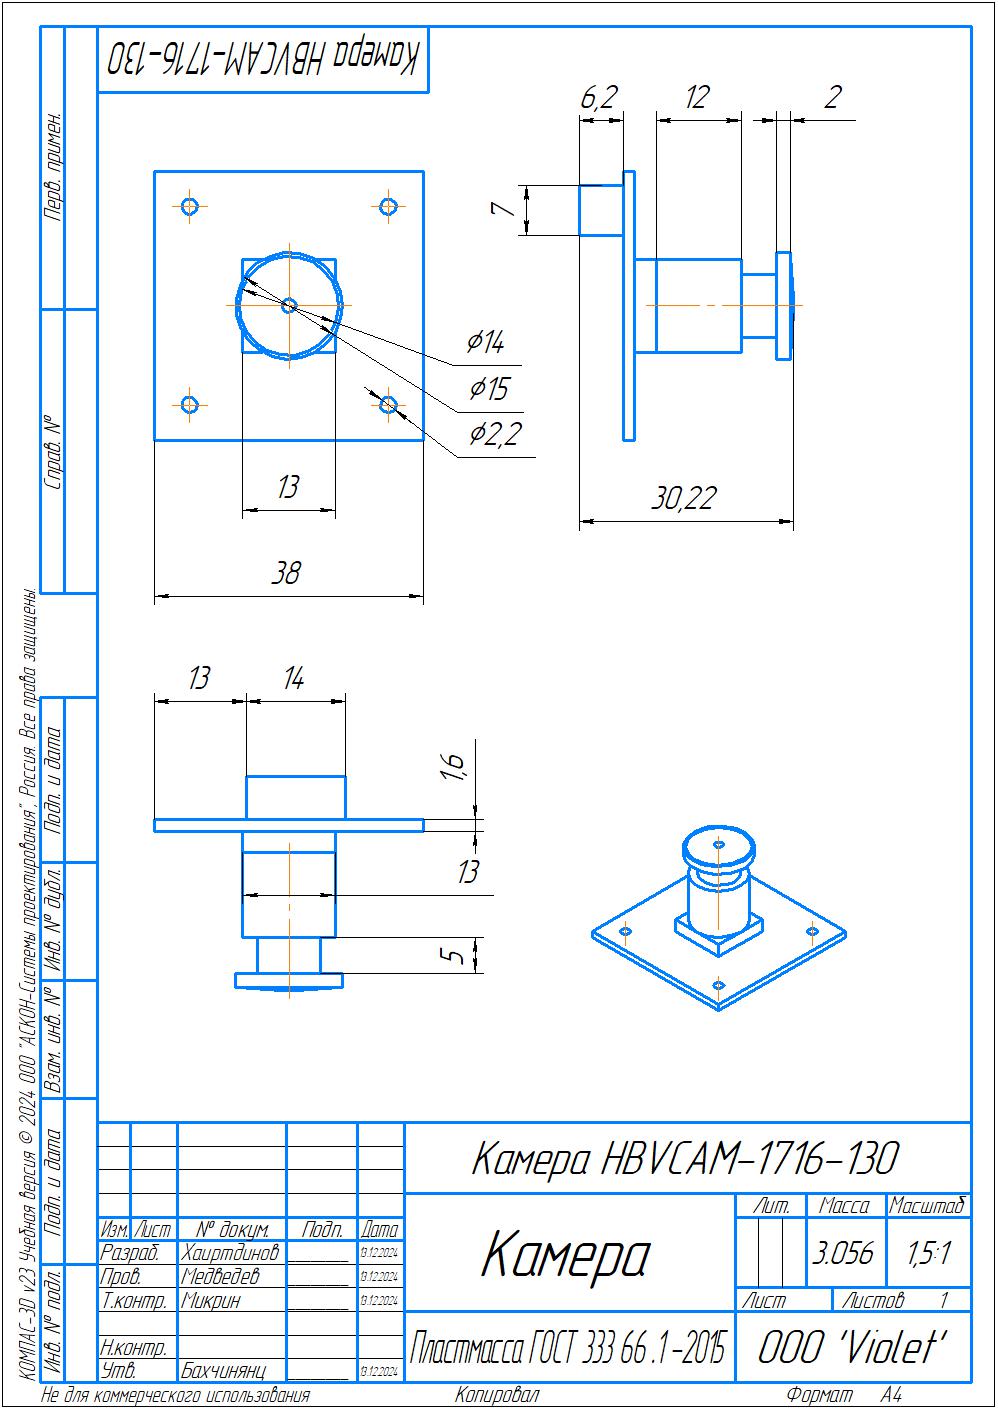 Камера HBVCAM-1716-130
Перв. примен.
Справ. №
Подп. и дата
Инв. № дубл.
Взам. инв. №
Подп. и дата
Инв. № подл.
КОМПАС-3D v23 Учебная версия © 2024 ООО "АСКОН-Системы проектирования", Россия. Все права защищены.
6,2
12
2
7
ϕ14
ϕ15
ϕ2,2
13
38
30,22
13
14
1,6
13
5
Камера HBVCAM-1716-130
Лит.
Масса
Масштаб
Изм.
Лист
№ докум.
Подп.
Дата
Разраб.
Хаиртдинов
13.12.2024
Камера
3.056
1,5:1
Пров.
Медведев
13.12.2024
Т.контр.
Микрин
13.12.2024
Лист
Листов 1
Н.контр.
Утв.
Бахчинянц
13.12.2024
Пластмасса ГОСТ 333 66 .1 -2015
ООО 'Violet'
Не для коммерческого использования
Копировал
Формат A4